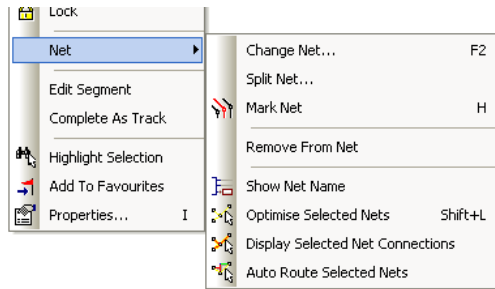 Lock
Net
Edit Segment
Complete As Track
Highlight Selection
Add To Favourites
Properties... I
Change Net... F2
Split Net...
Mark Net H
Remove From Net
Show Net Name
Optimise Selected Nets Shift+L
Display Selected Net Connections
Auto Route Selected Nets